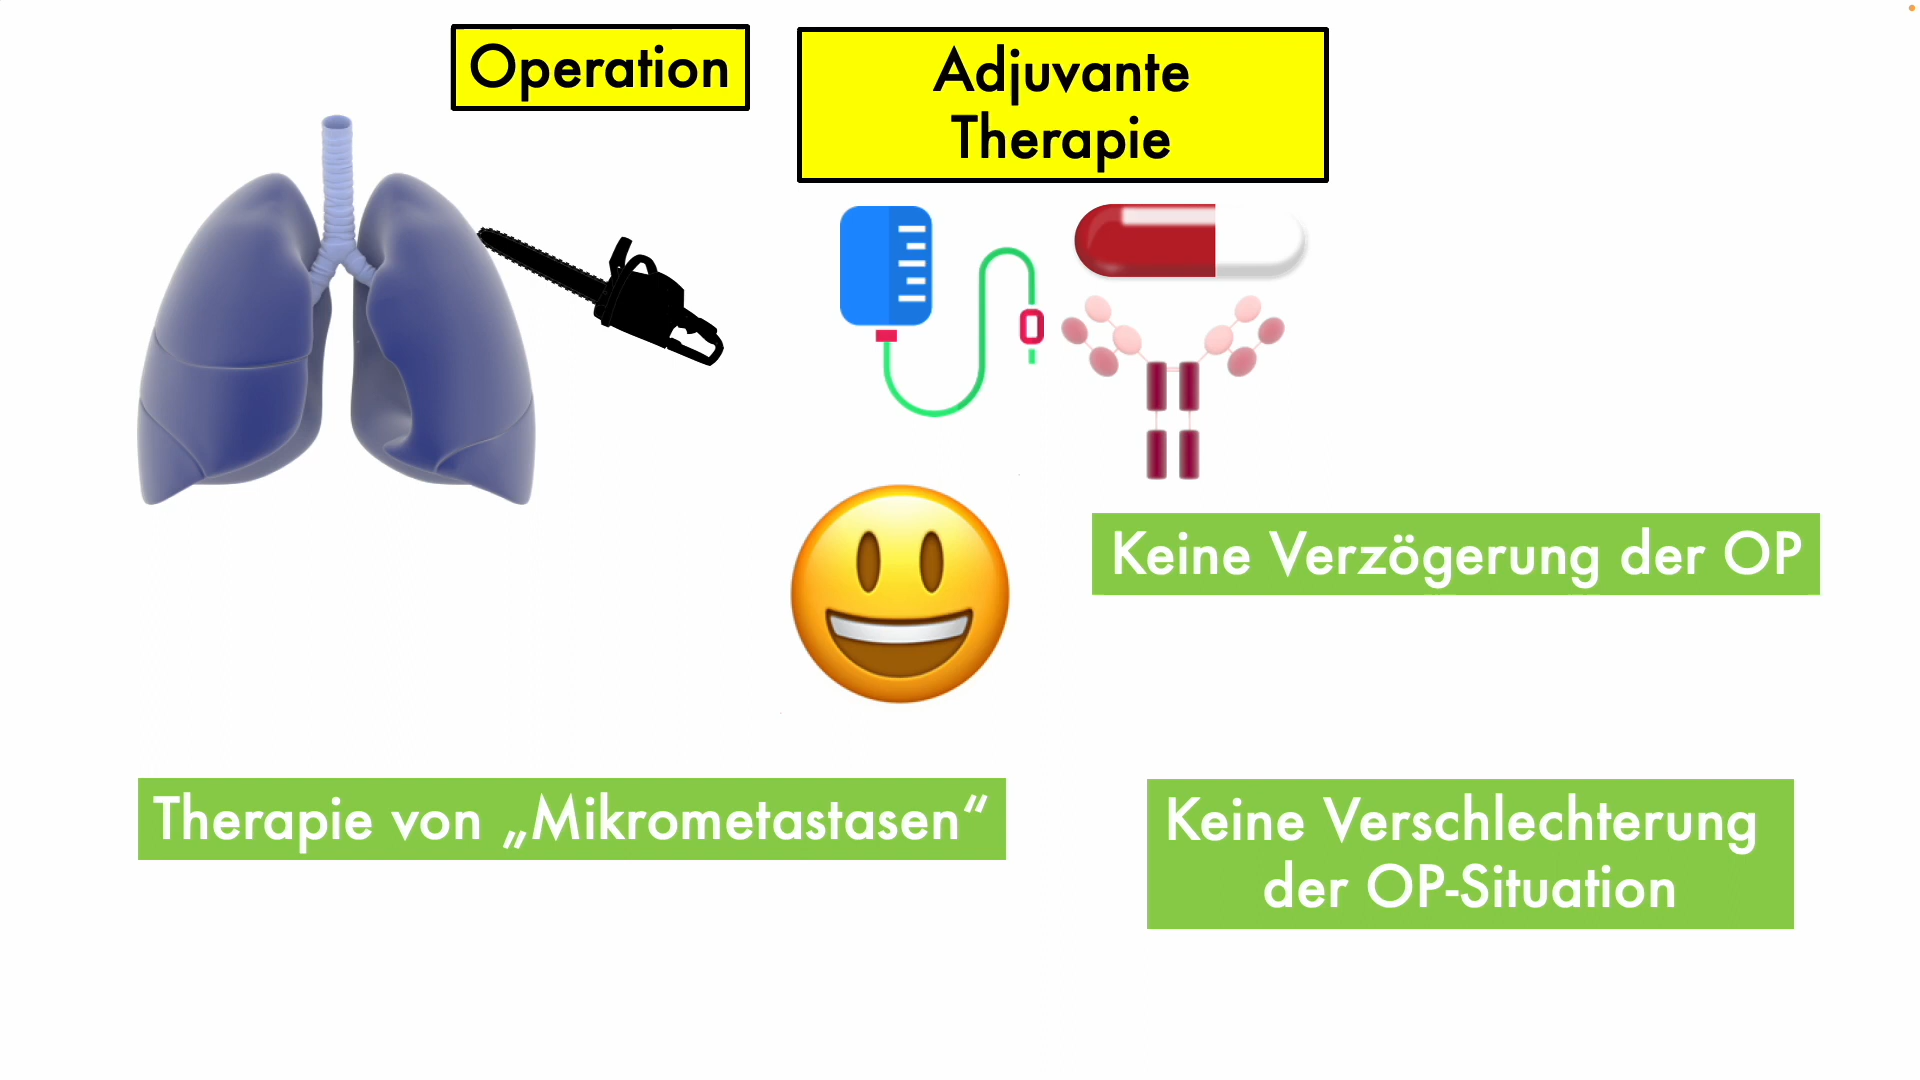 Operation
Adjuvante
Therapie
Keine Verzögerung der OP
Therapie von „Mikrometastasen“
Keine Verschlechterung
der OP-Situation